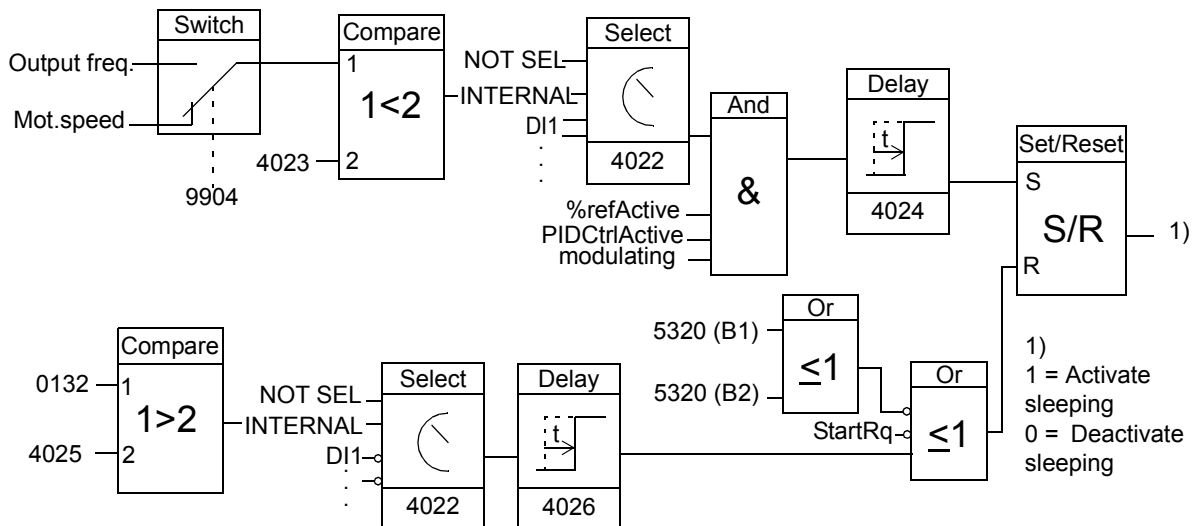 Switch
Output freq.
Mot.speed
9904
Compare
1
1<2
4023
2
Select
NOT SEL
INTERNAL
DI1
.
.
.
4022
And
&
%refActive
PIDCtrlActive
modulating
Delay
t
4024
Set/Reset
S
S/R
R
1)
Compare
0132
1
1>2
4025
2
Select
NOT SEL
INTERNAL
DI1
.
.
.
4022
Delay
t
4026
Or
5320 (B1)
≤1
5320 (B2)
Or
StartRq
≤1
1)
1 = Activate
sleeping
0 = Deactivate
sleeping